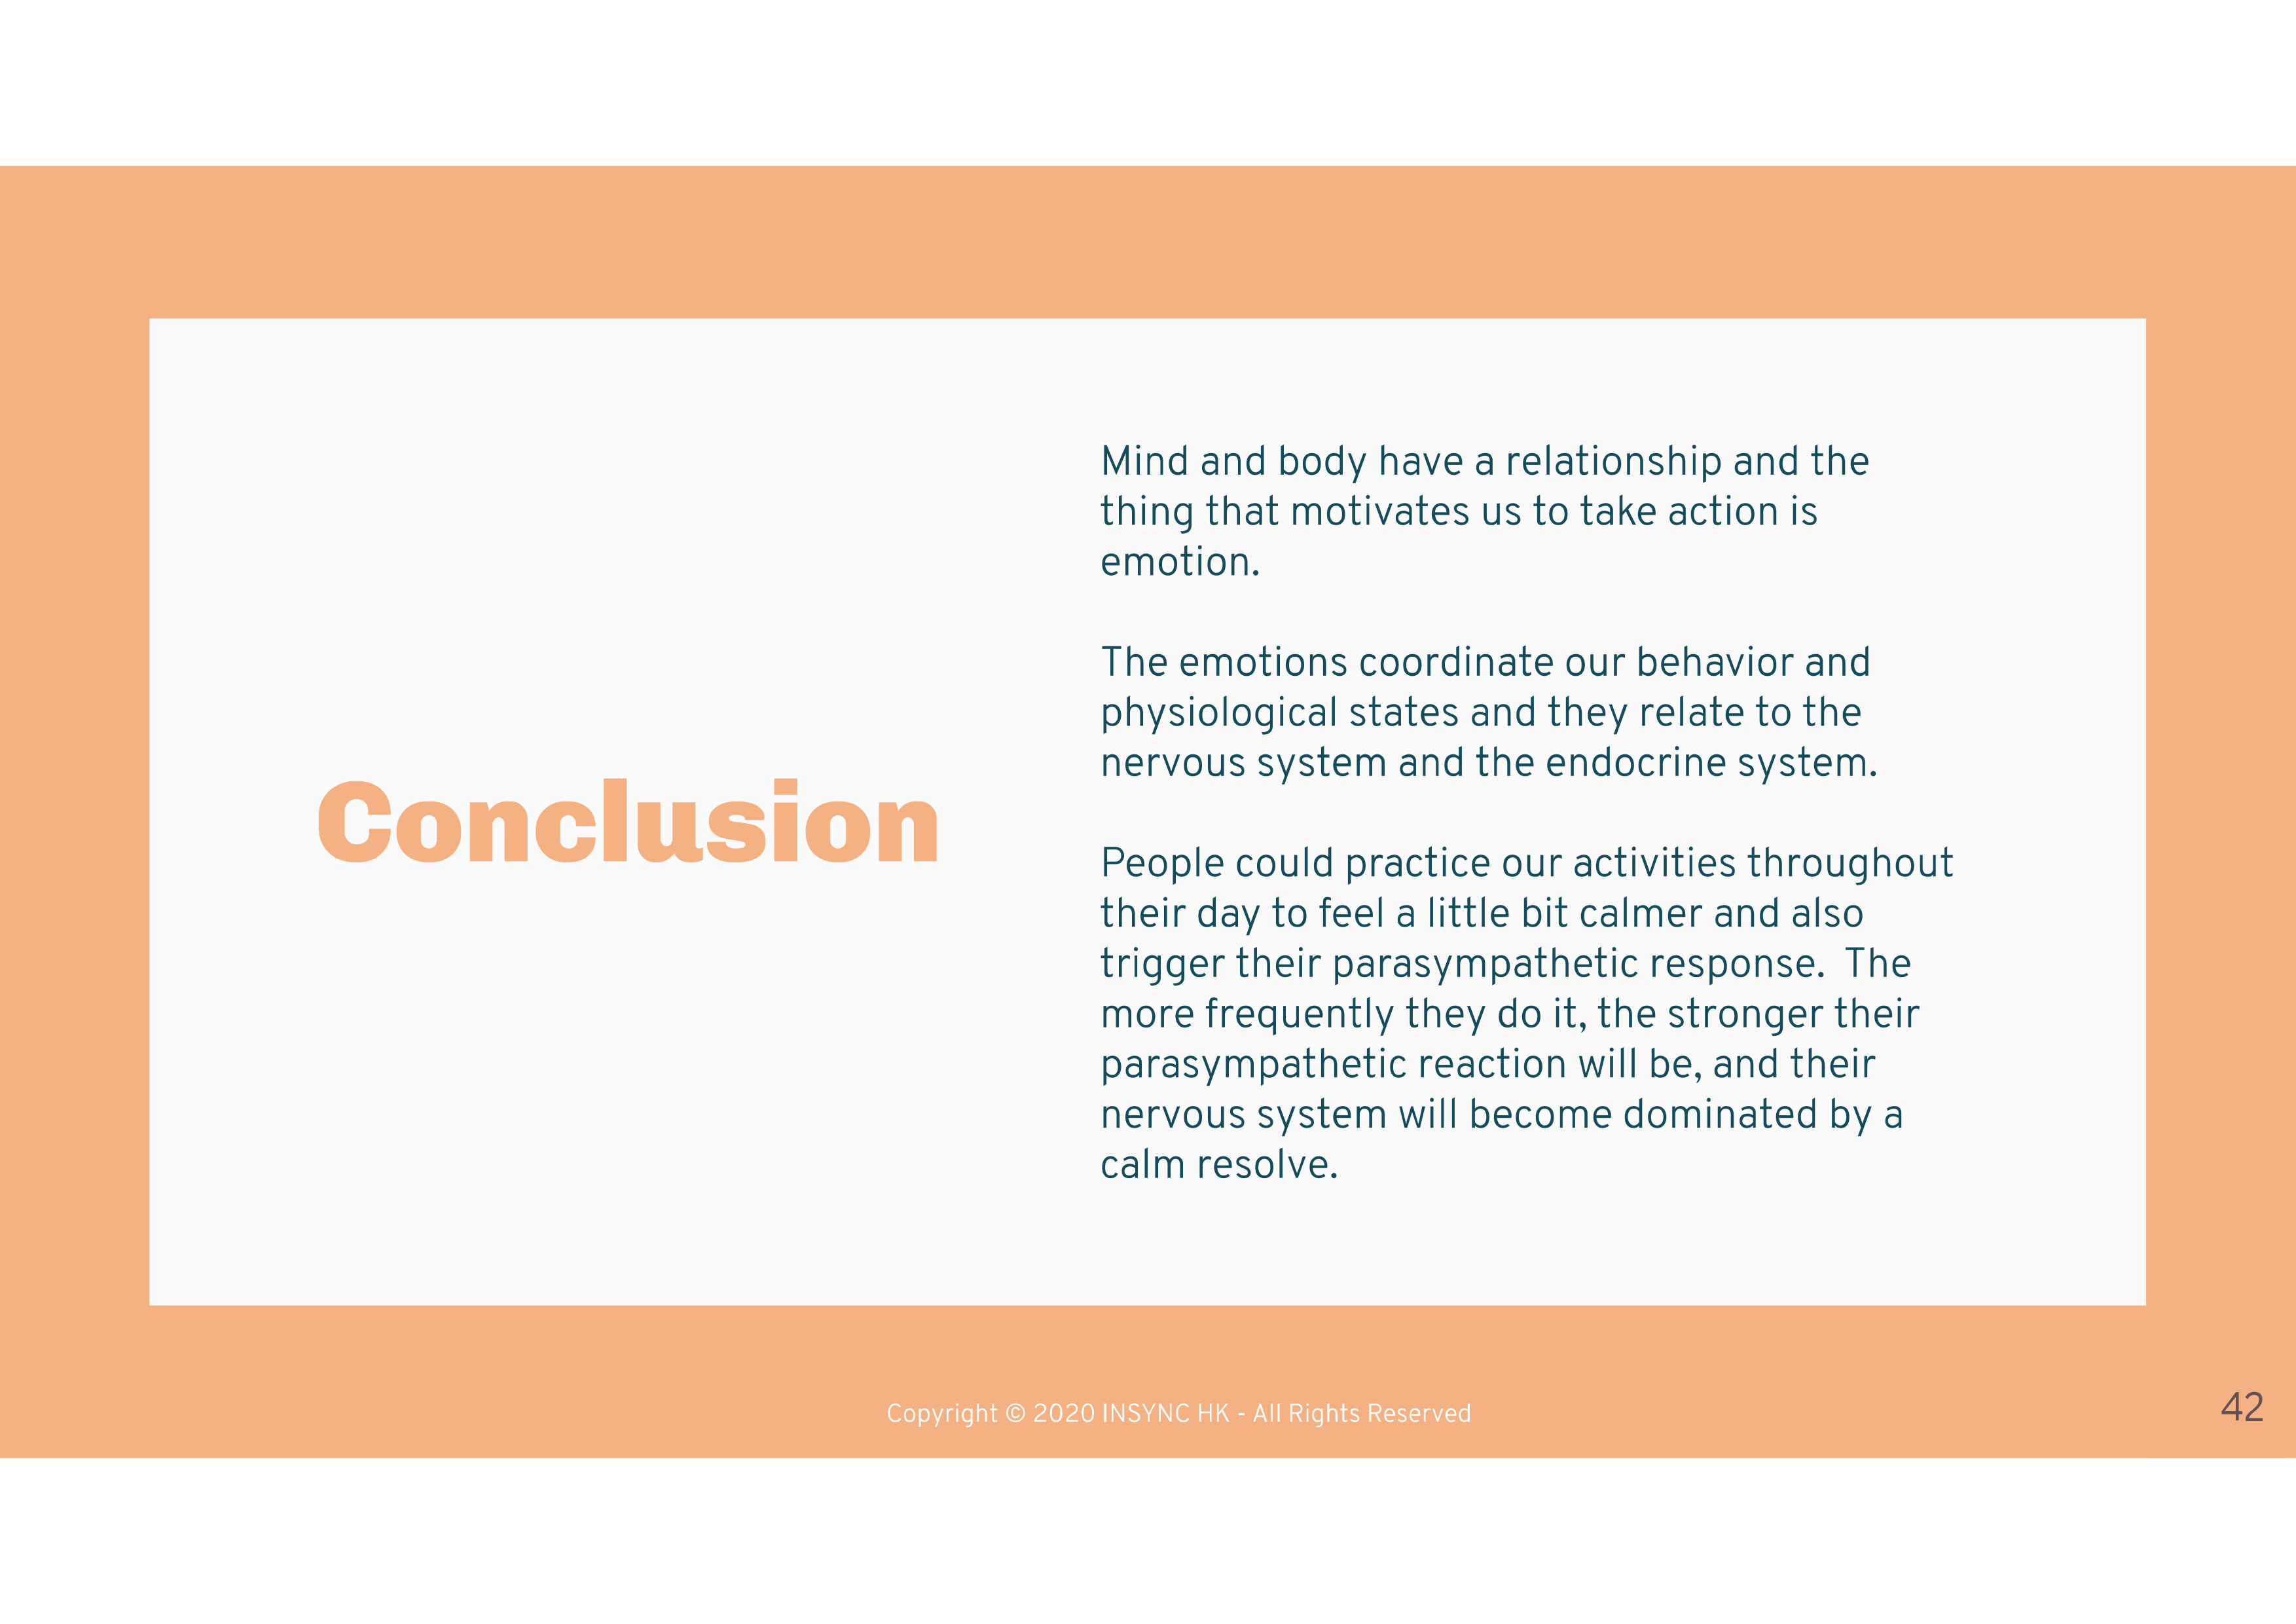 Conclusion
Mind and body have a relationship and the
thing that motivates us to take action is
emotion.
The emotions coordinate our behavior and
physiological states and they relate to the
nervous system and the endocrine system.
People could practice our activities throughout
their day to feel a little bit calmer and also
trigger their parasympathetic response.  The
more frequently they do it, the stronger their
parasympathetic reaction will be, and their
nervous system will become dominated by a
calm resolve.
Copyright © 2020 INSYNC HK - All Rights Reserved
42